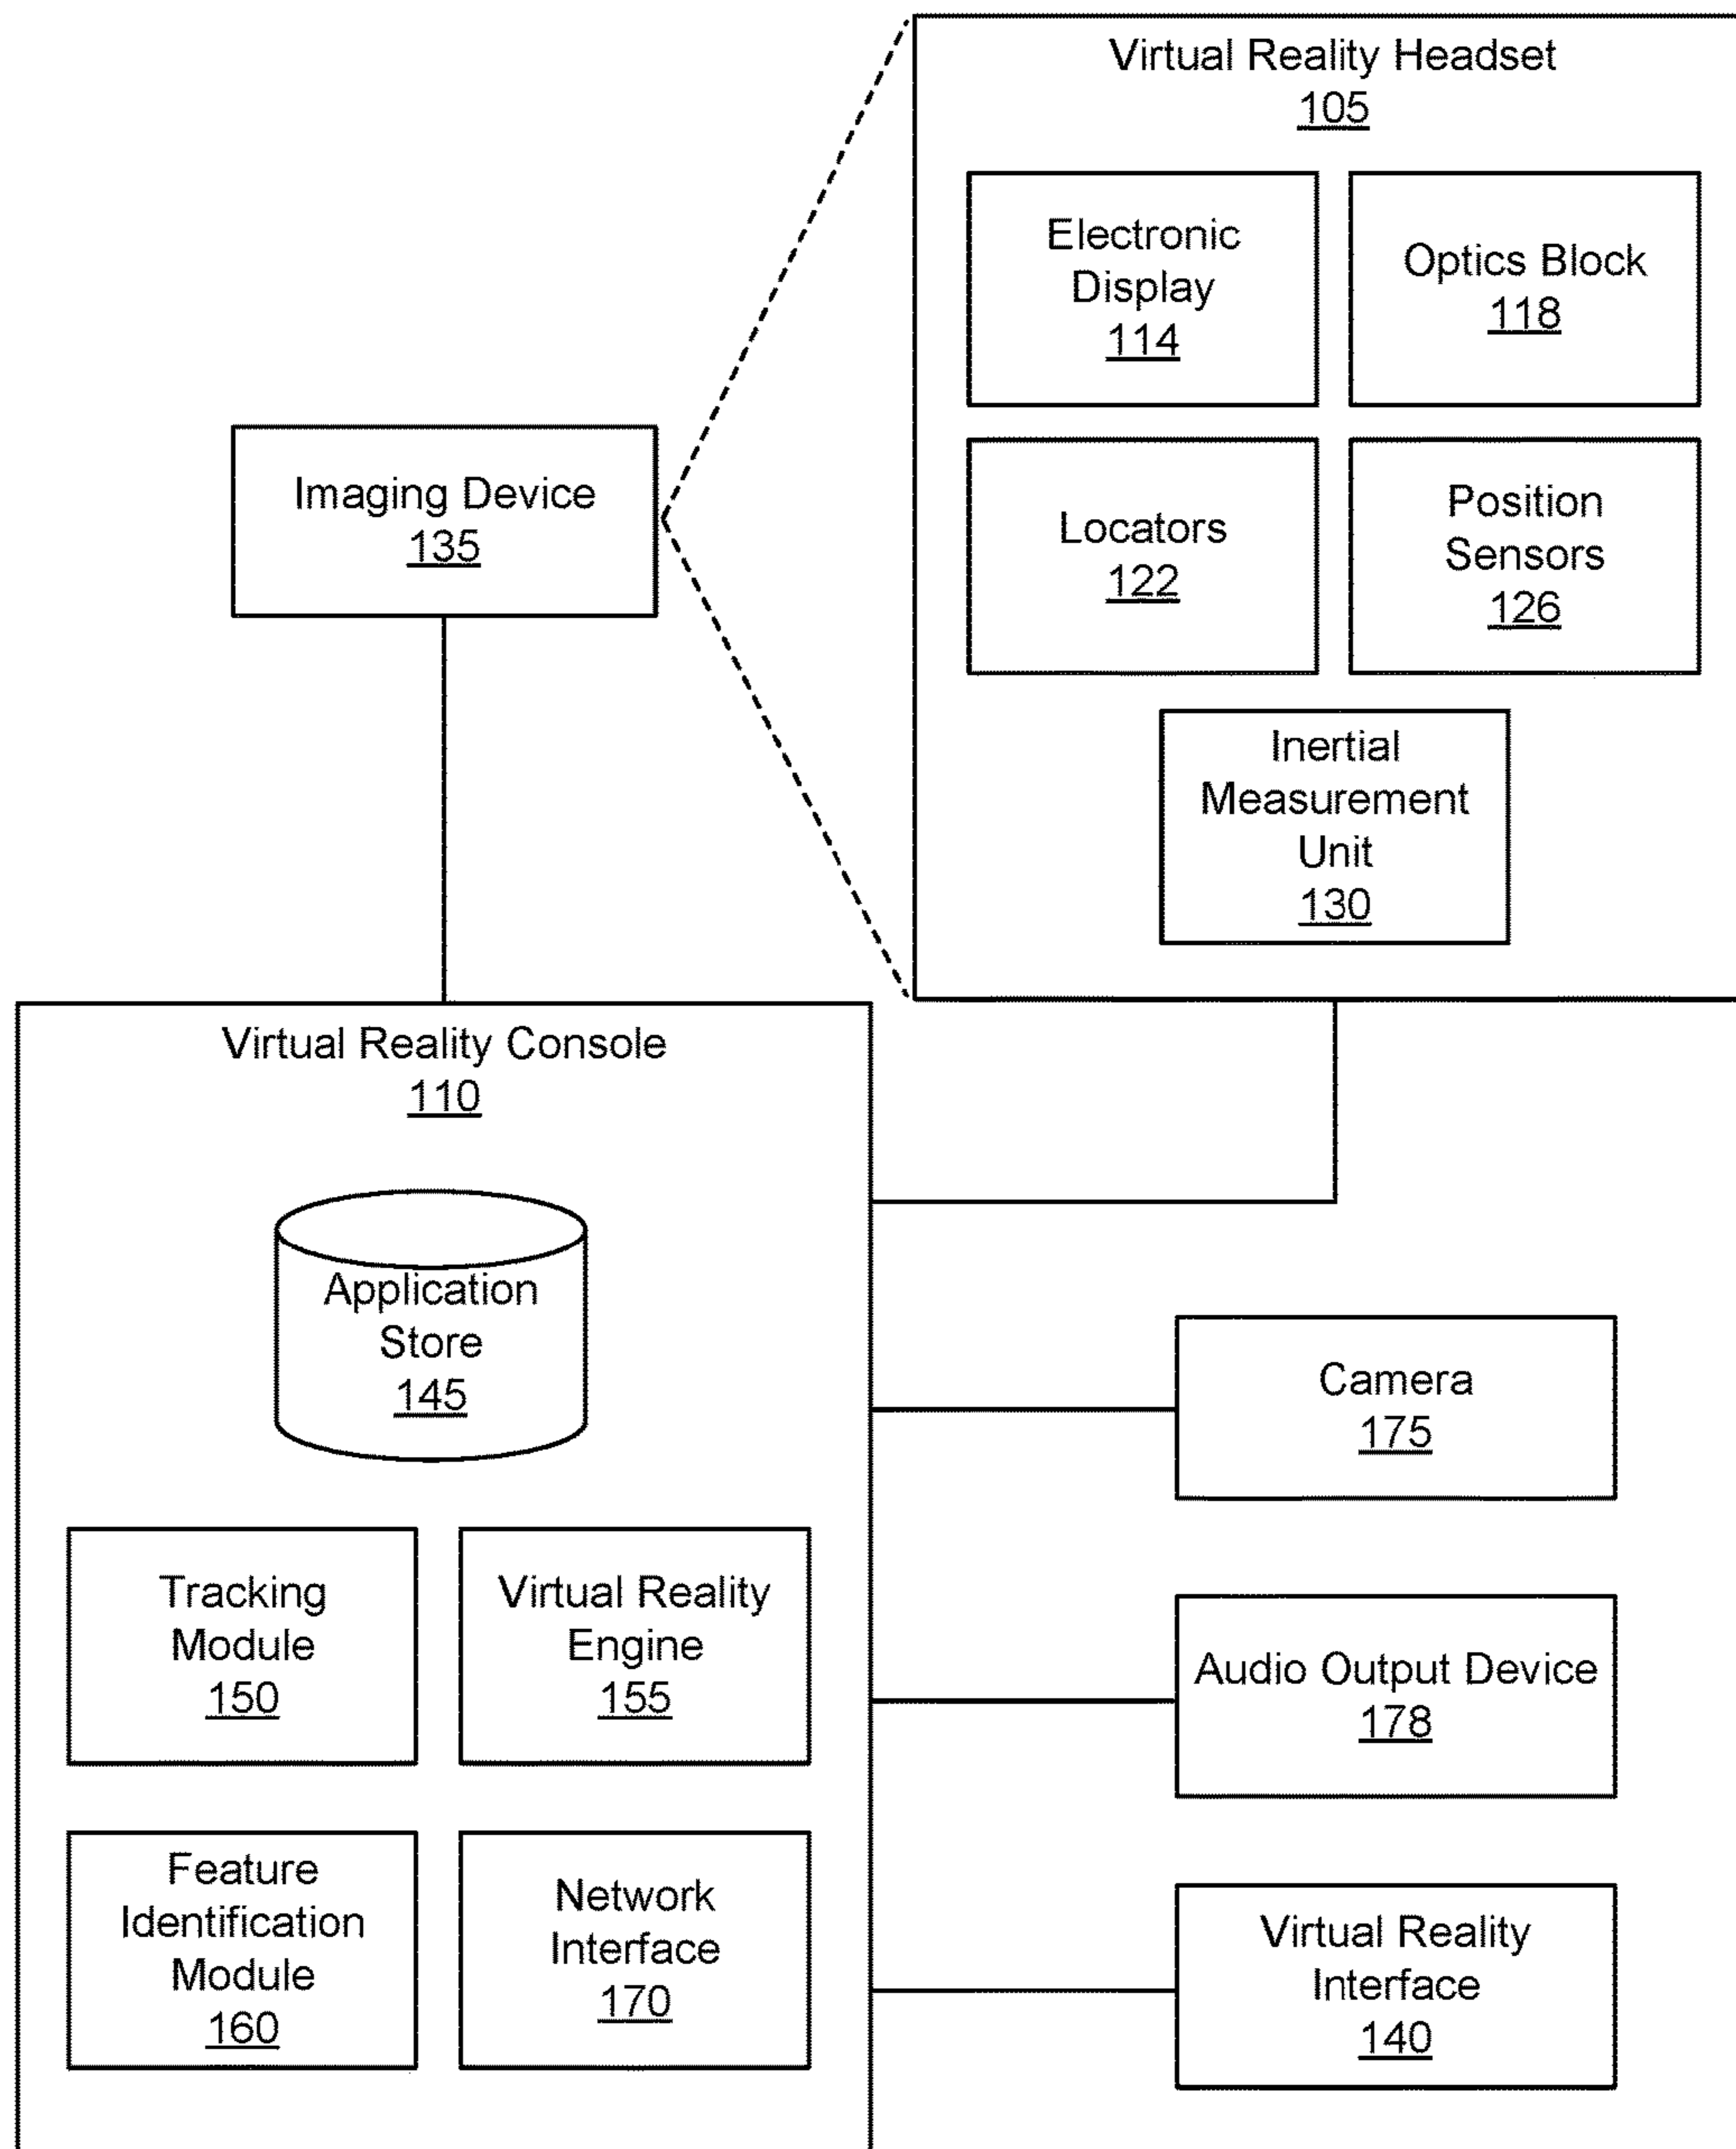 Virtual Reality Headset
105
Electronic
Display
114
Optics Block
118
Locators
122
Position
Sensors
126
Inertial
Measurement
Unit
130
Imaging Device
135
Virtual Reality Console
110
Application
Store
145
Tracking
Module
150
Virtual Reality
Engine
155
Feature
Identification
Module
160
Network
Interface
170
Camera
175
Audio Output Device
178
Virtual Reality
Interface
140